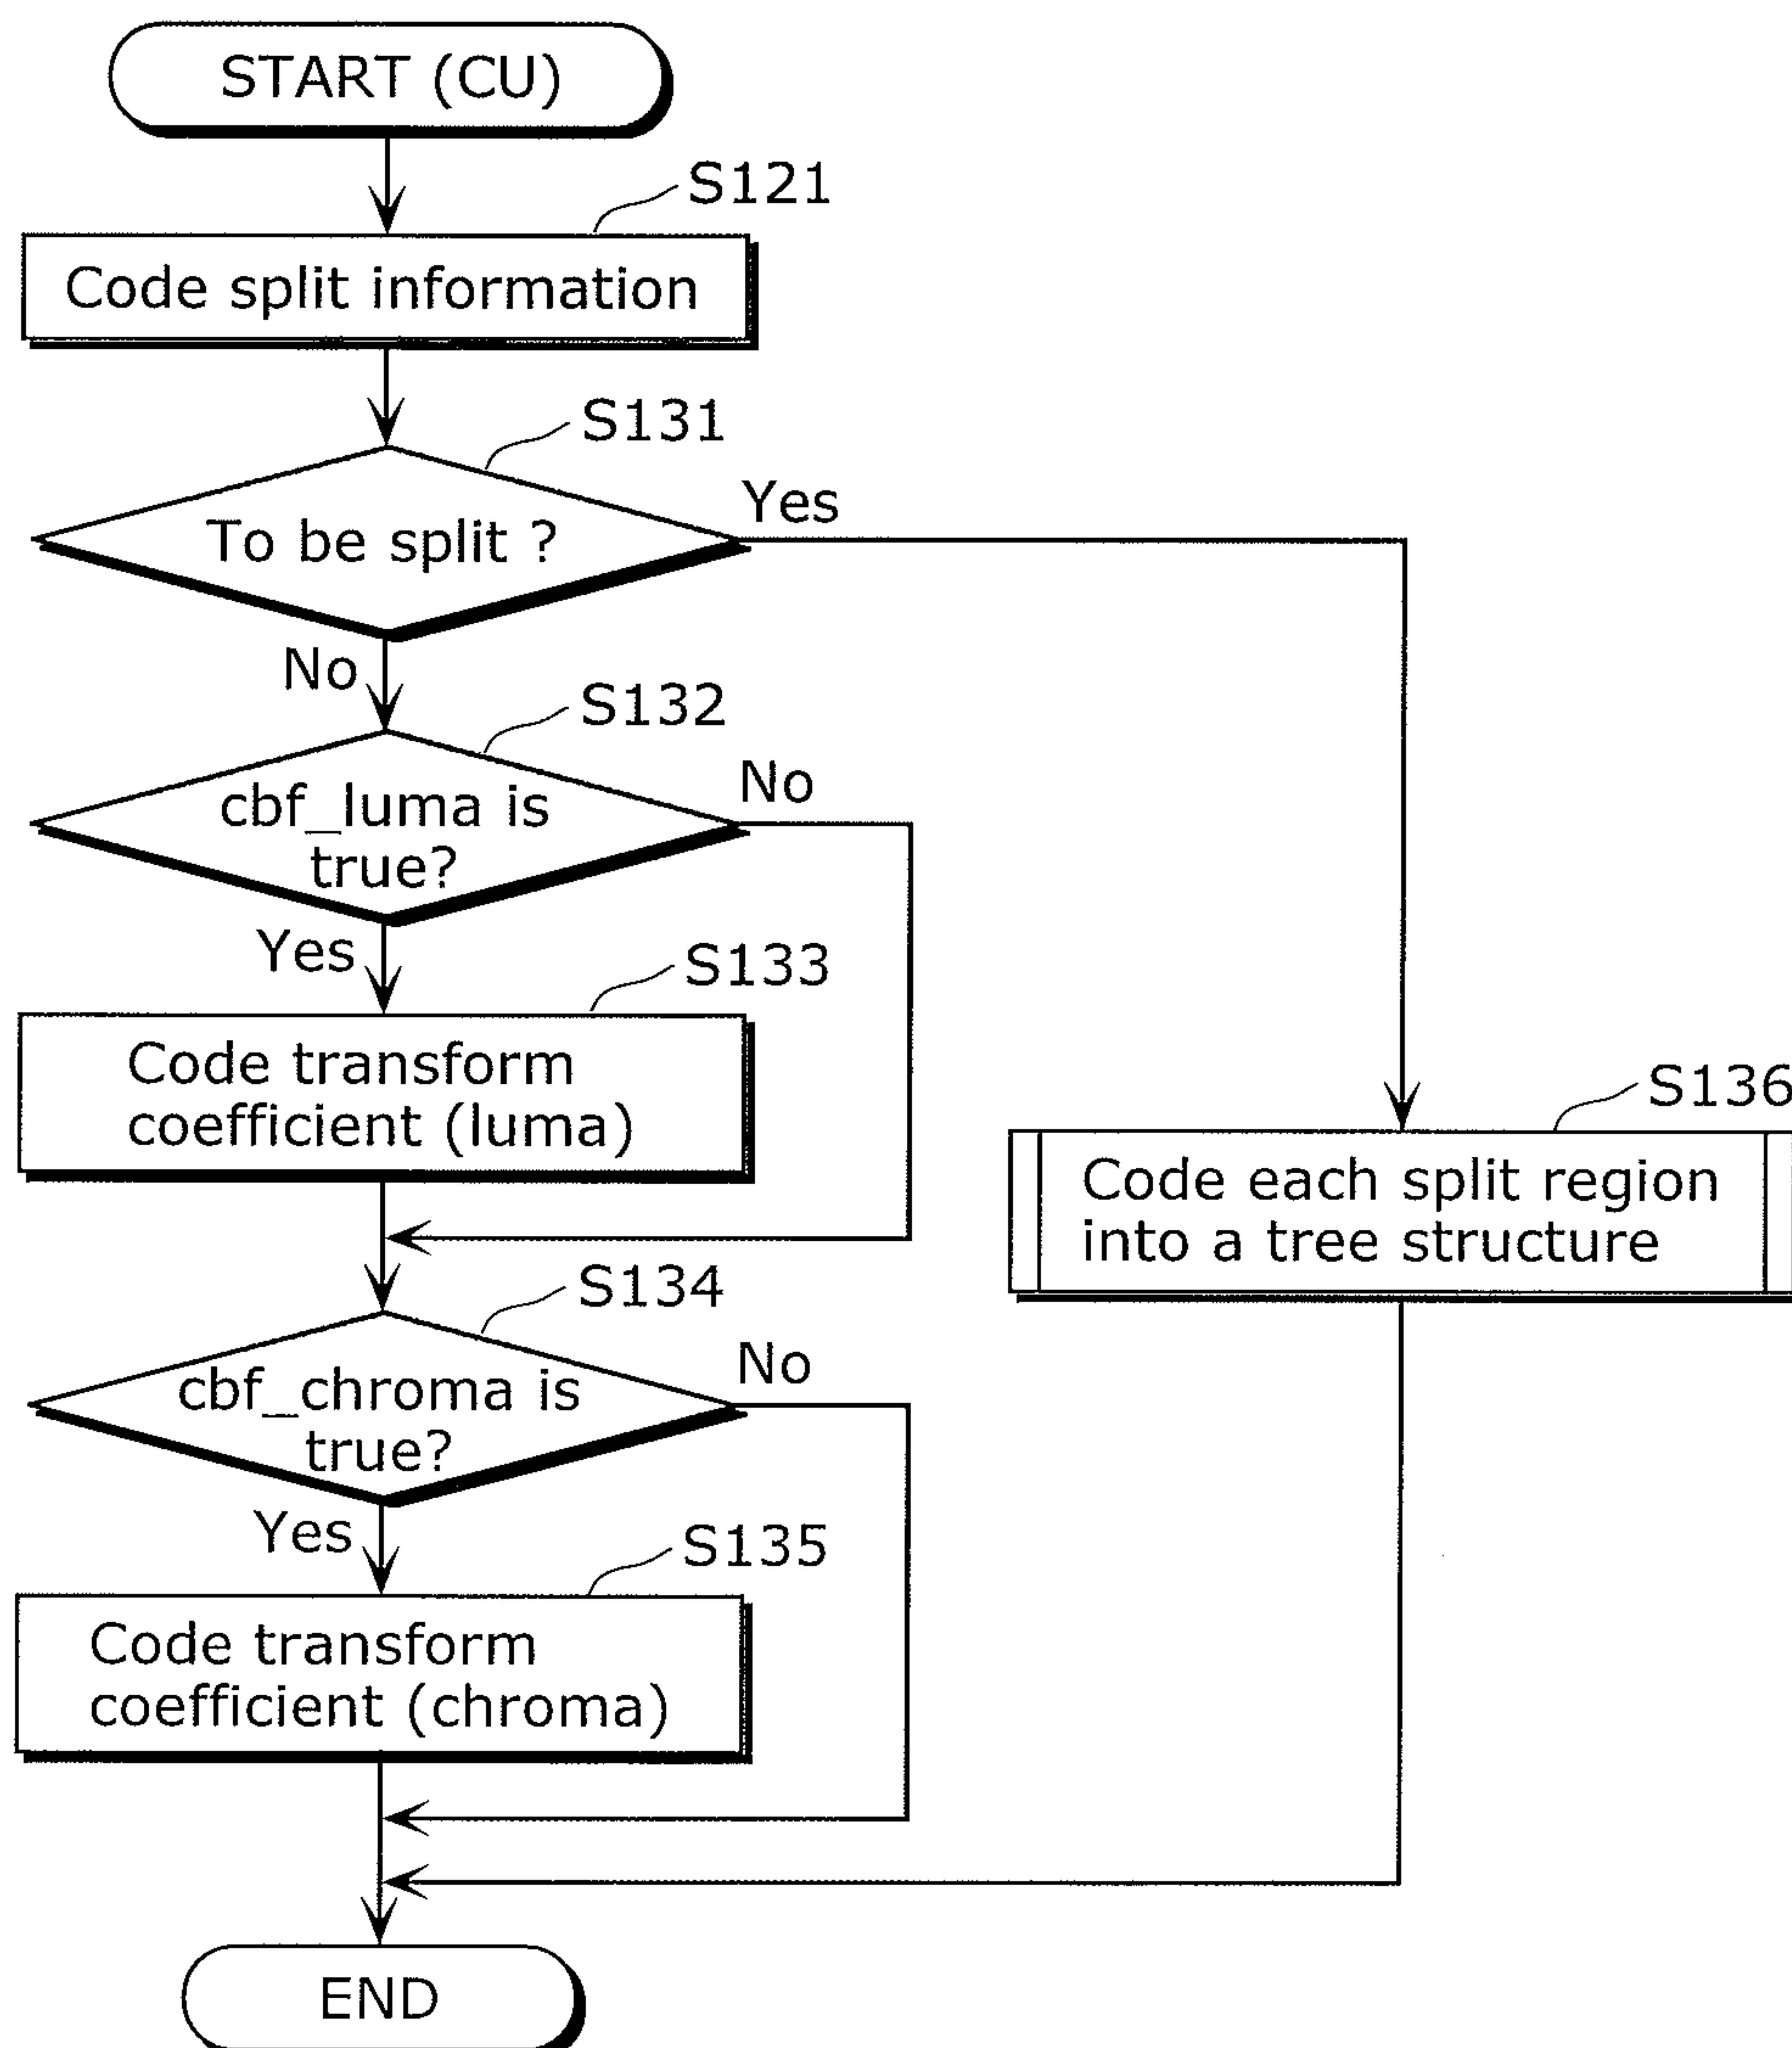 START (CU)
S121
Code split information
S131
To be split ?
Yes
No
S132
cbf_luma is
true?
No
Yes
S133
Code transform
coefficient (luma)
S136
Code each split region
into a tree structure
S134
cbf_chroma is
true?
No
Yes
S135
Code transform
coefficient (chroma)
END